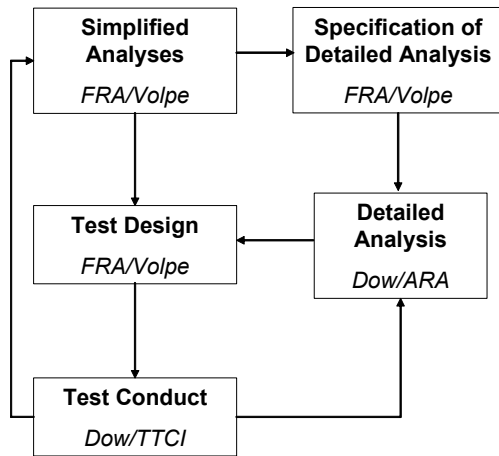 Simplified
Analyses
FRA/Volpe
Specification of
Detailed Analysis
FRA/Volpe
Test Design
FRA/Volpe
Detailed
Analysis
Dow/ARA
Test Conduct
Dow/TTCI